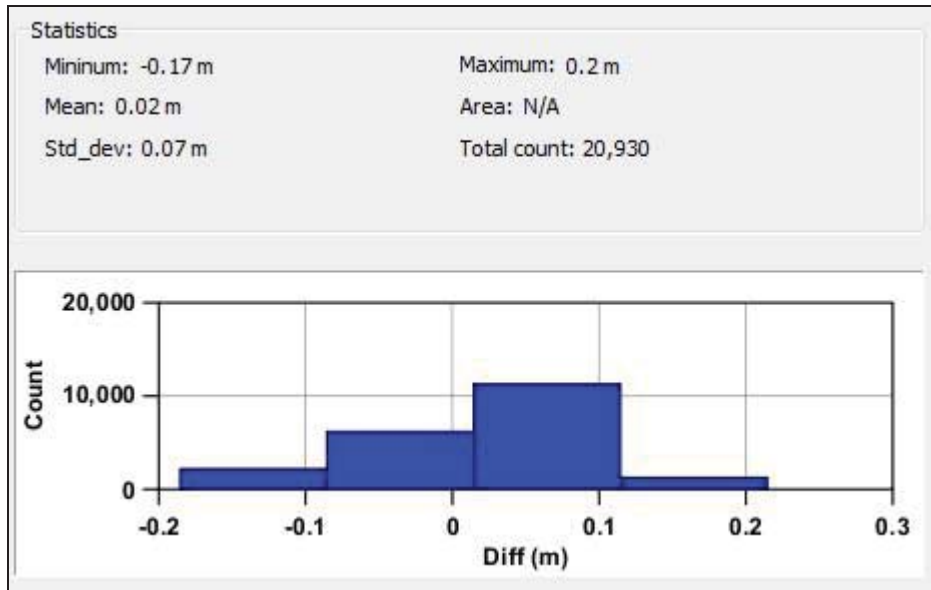 Statistics
Mininum: -0.17 m
Maximum: 0.2 m
Mean: 0.02 m
Area: N/A
Std_dev: 0.07 m
Total count: 20,930
20,000
10,000
0
Count
-0.2
-0.1
0
0.1
0.2
0.3
Diff (m)